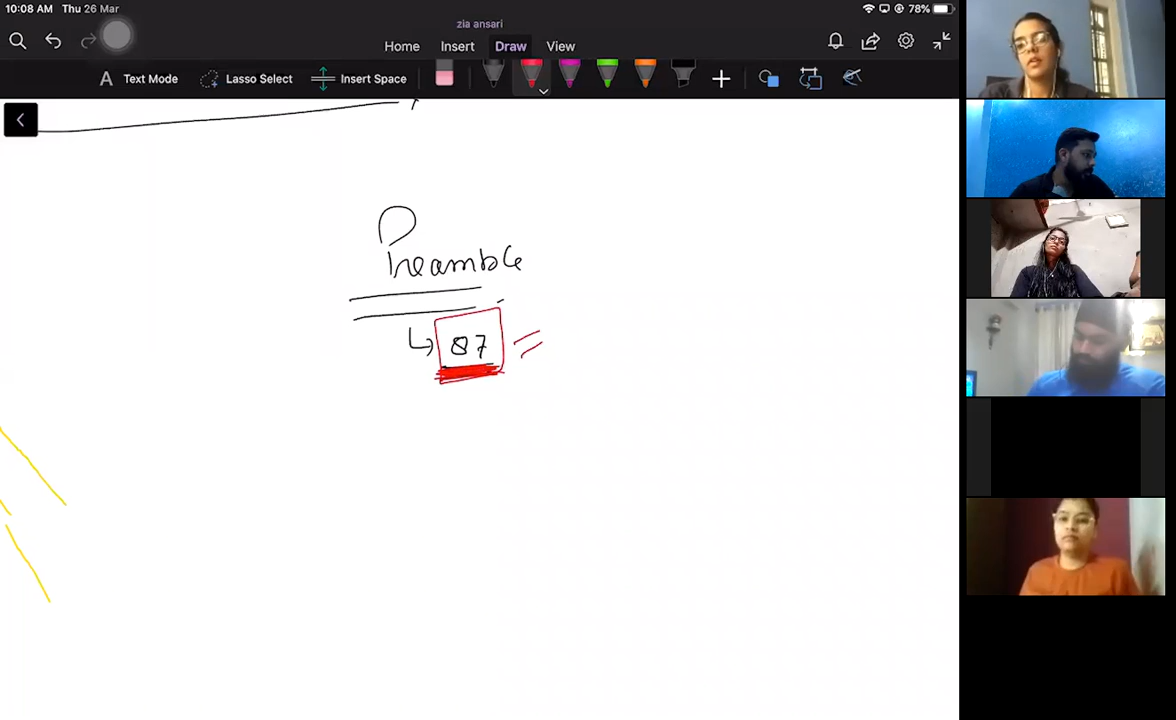 10:08 AM Thu 26 Mar
78%
zia ansari
Home Insert Draw View
Text Mode Lasso Select Insert Space
Preamble
87